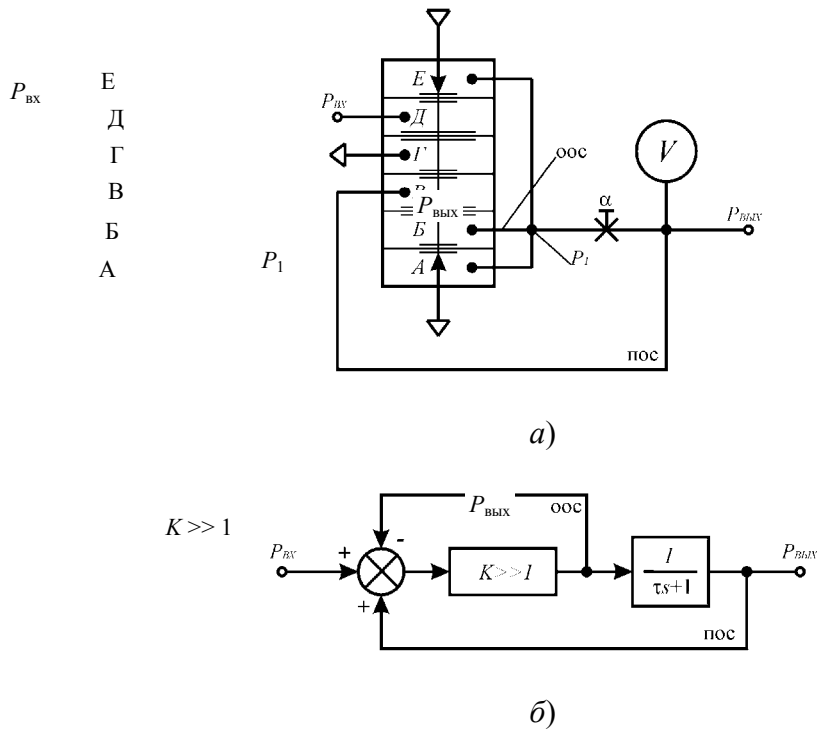 Е
Pвх
Е
Pвх
Д
Д
Г
Г
оос
V
В
Pвых
α
Pвых
Б
Б
P1
P1
А
А
пос
а)
K >> 1
Pвых
оос
-
Pвх
+
K>>1
1
τs+1
Pвых
+
пос
б)